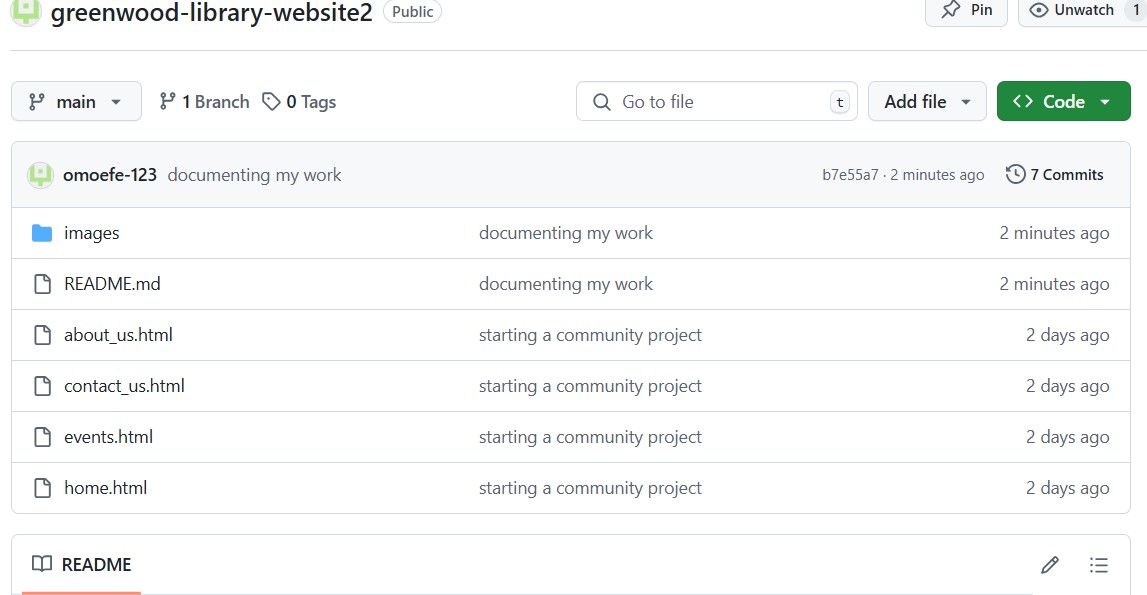 greenwood-library-website2 Public Pin Unwatch 1
main 1 Branch 0 Tags Go to file t Add file Code
omoefe-123 documenting my work b7e55a7 · 2 minutes ago 7 Commits
images documenting my work 2 minutes ago
README.md documenting my work 2 minutes ago
about_us.html starting a community project 2 days ago
contact_us.html starting a community project 2 days ago
events.html starting a community project 2 days ago
home.html starting a community project 2 days ago
README